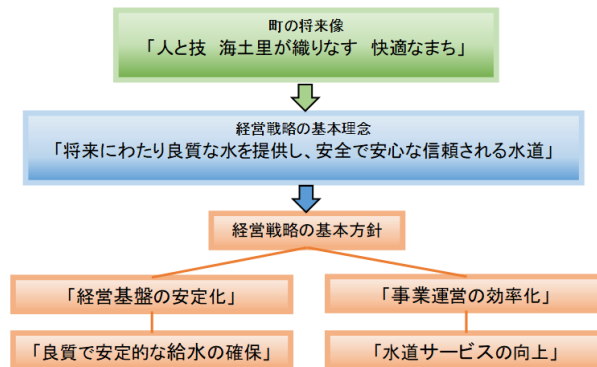 町の将来像
「人と技　海土里が織りなす　快適なまち」
経営戦略の基本理念
「将来にわたり良質な水を提供し、安全で安心な信頼される水道」
経営戦略の基本方針
「経営基盤の安定化」
「事業運営の効率化」
「良質で安定的な給水の確保」
「水道サービスの向上」